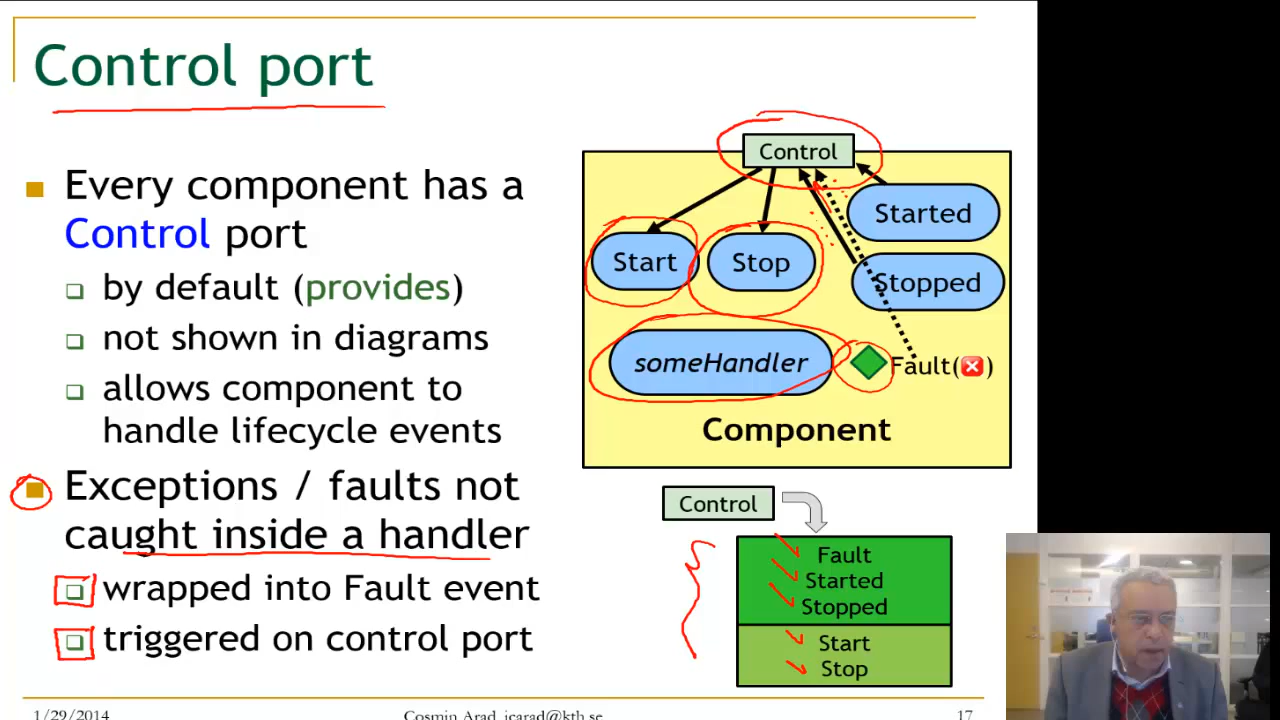 Control port
Every component has a
Control port
by default (provides)
not shown in diagrams
allows component to
handle lifecycle events
Exceptions / faults not
caught inside a handler
wrapped into Fault event
triggered on control port
Control
Started
Start
Stop
Stopped
someHandler
Fault( )
Component
Control
Fault
Started
Stopped
Start
Stop
1/29/2014
Cosmin Arad, icarad@kth.se
17